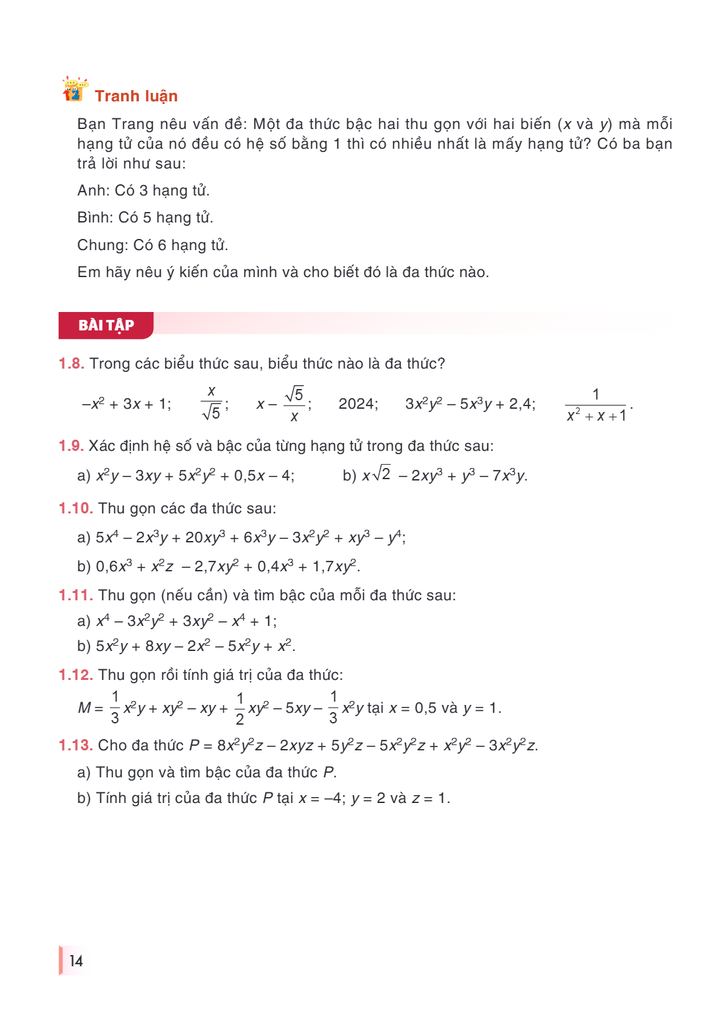 Tranh luận
Bạn Trang nêu vấn đề: Một đa thức bậc hai thu gọn với hai biến (x và y) mà mỗi
hạng tử của nó đều có hệ số bằng 1 thì có nhiều nhất là mấy hạng tử? Có ba bạn
trả lời như sau:
Anh: Có 3 hạng tử.
Bình: Có 5 hạng tử.
Chung: Có 6 hạng tử.
Em hãy nêu ý kiến của mình và cho biết đó là đa thức nào.
BÀI TẬP
1.8. Trong các biểu thức sau, biểu thức nào là đa thức?
–x² + 3x + 1; x/√5; x – √5/x; 2024; 3x²y² – 5x³y + 2,4; 1/(x² + x + 1).
1.9. Xác định hệ số và bậc của từng hạng tử trong đa thức sau:
a) x²y – 3xy + 5x²y² + 0,5x – 4; b) x√2 – 2xy³ + y³ – 7x³y.
1.10. Thu gọn các đa thức sau:
a) 5x⁴ – 2x³y + 20xy³ + 6x³y – 3x²y² + xy³ – y⁴;
b) 0,6x³ + x²z – 2,7xy² + 0,4x³ + 1,7xy².
1.11. Thu gọn (nếu cần) và tìm bậc của mỗi đa thức sau:
a) x⁴ – 3x²y² + 3xy² – x⁴ + 1;
b) 5x²y + 8xy – 2x² – 5x²y + x².
1.12. Thu gọn rồi tính giá trị của đa thức:
M = 1/3 x²y + xy² – xy + 1/2 xy² – 5xy – 1/3 x²y tại x = 0,5 và y = 1.
1.13. Cho đa thức P = 8x²y²z – 2xyz + 5y²z – 5x²y²z + x²y² – 3x²y²z.
a) Thu gọn và tìm bậc của đa thức P.
b) Tính giá trị của đa thức P tại x = –4; y = 2 và z = 1.
14